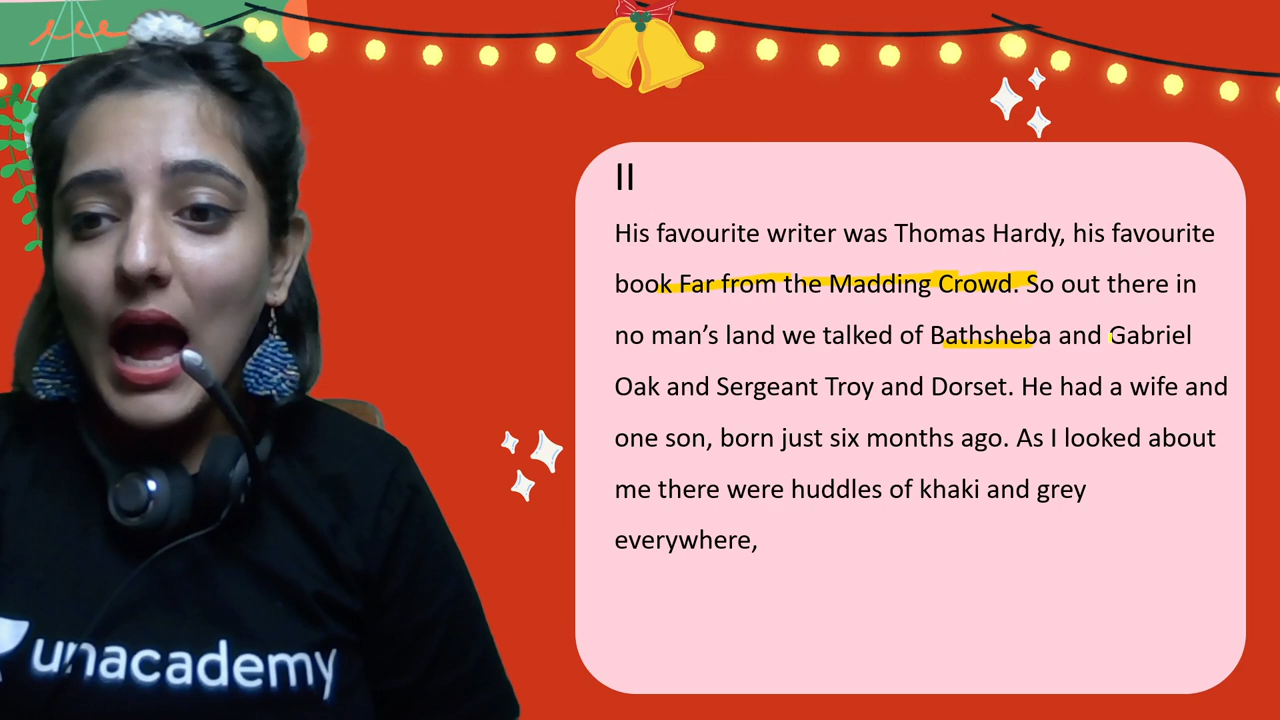 II
His favourite writer was Thomas Hardy, his favourite
book Far from the Madding Crowd. So out there in
no man’s land we talked of Bathsheba and Gabriel
Oak and Sergeant Troy and Dorset. He had a wife and
one son, born just six months ago. As I looked about
me there were huddles of khaki and grey
everywhere,
unacademy